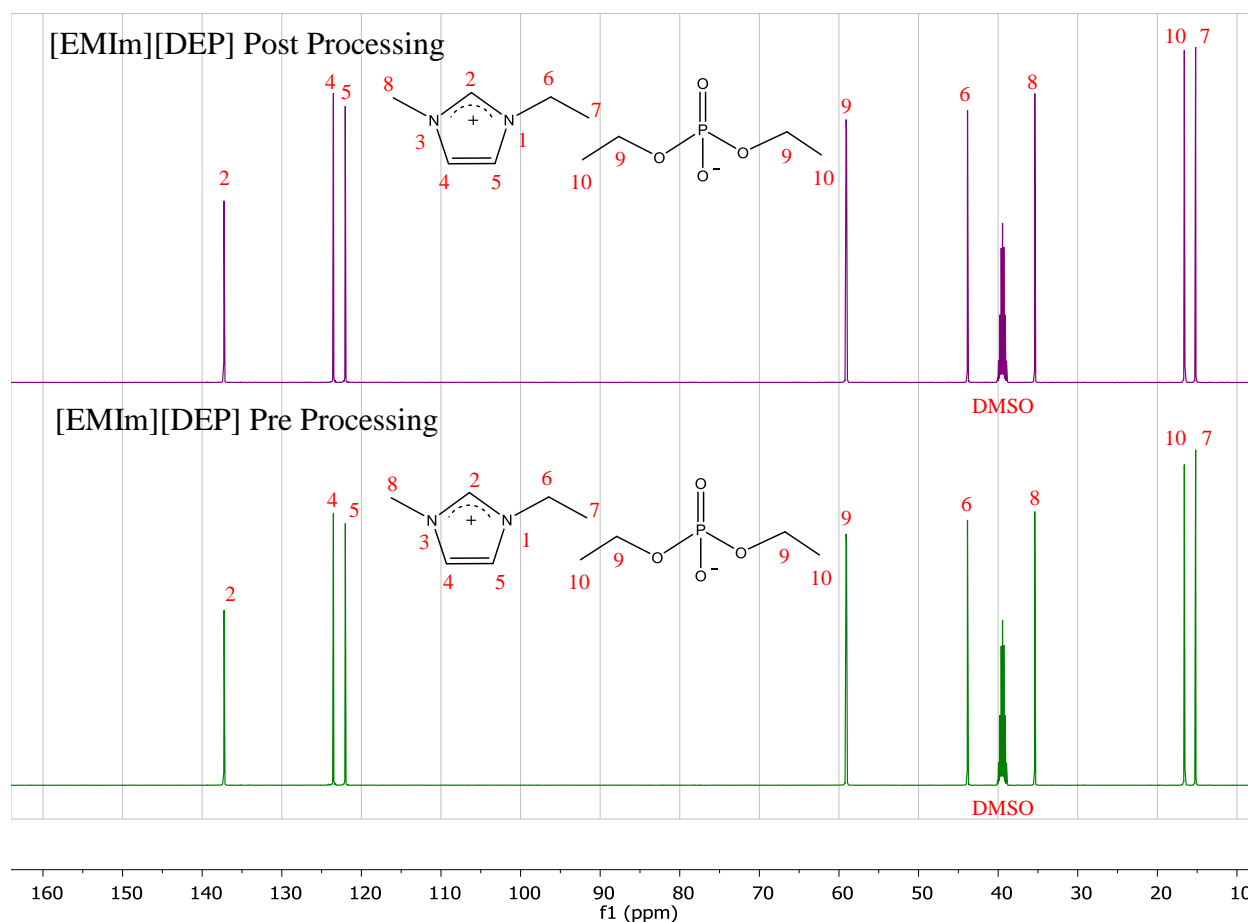 [EMIm][DEP] Post Processing
10 7
4
5
8 2 6
7
N N
+
3 1
4 5
O
P
O O
O−
9 9
10 10
2
9
6
8
DMSO
[EMIm][DEP] Pre Processing
10 7
4
5
8 2 6
7
N N
+
3 1
4 5
O
P
O O
O−
9 9
10 10
2
9
6
8
DMSO
160 150 140 130 120 110 100 90 80 70 60 50 40 30 20 10
f1 (ppm)